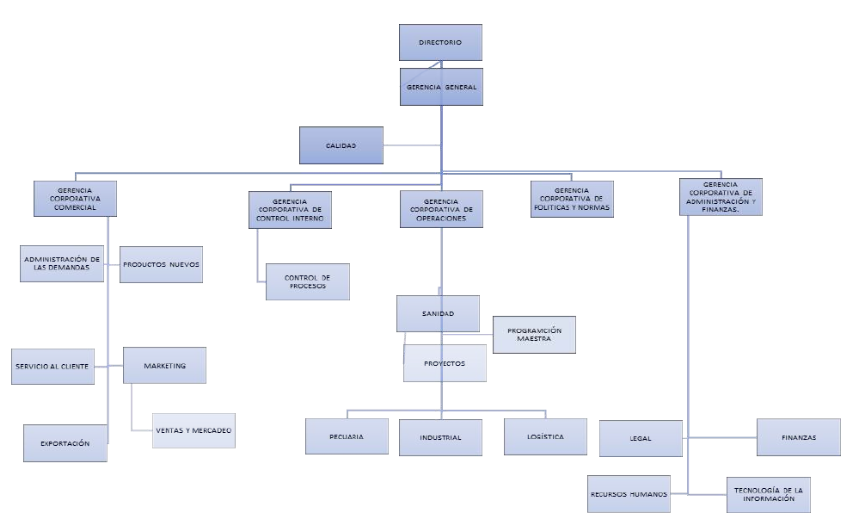 DIRECTORIO
GERENCIA GENERAL
CALIDAD
GERENCIA
CORPORATIVA
COMERCIAL
GERENCIA
CORPORATIVA DE
CONTROL INTERNO
GERENCIA
CORPORATIVA DE
OPERACIONES
GERENCIA
CORPORATIVA DE
POLITICAS Y NORMAS
GERENCIA
CORPORATIVA DE
ADMINISTRACIÓN Y
FINANZAS.
ADMINISTRACIÓN DE
LAS DEMANDAS
PRODUCTOS NUEVOS
CONTROL DE
PROCESOS
SANIDAD
PROGRAMCIÓN
MAESTRA
PROYECTOS
SERVICIO AL CLIENTE
MARKETING
VERTAS Y MERCADEO
EXPORTACIÓN
PECUARIA
INDUSTRIAL
LOGÍSTICA
LEGAL
FINANZAS
RECURSOS HUMANOS
TECNOLOGÍA DE LA
INFORMACIÓN